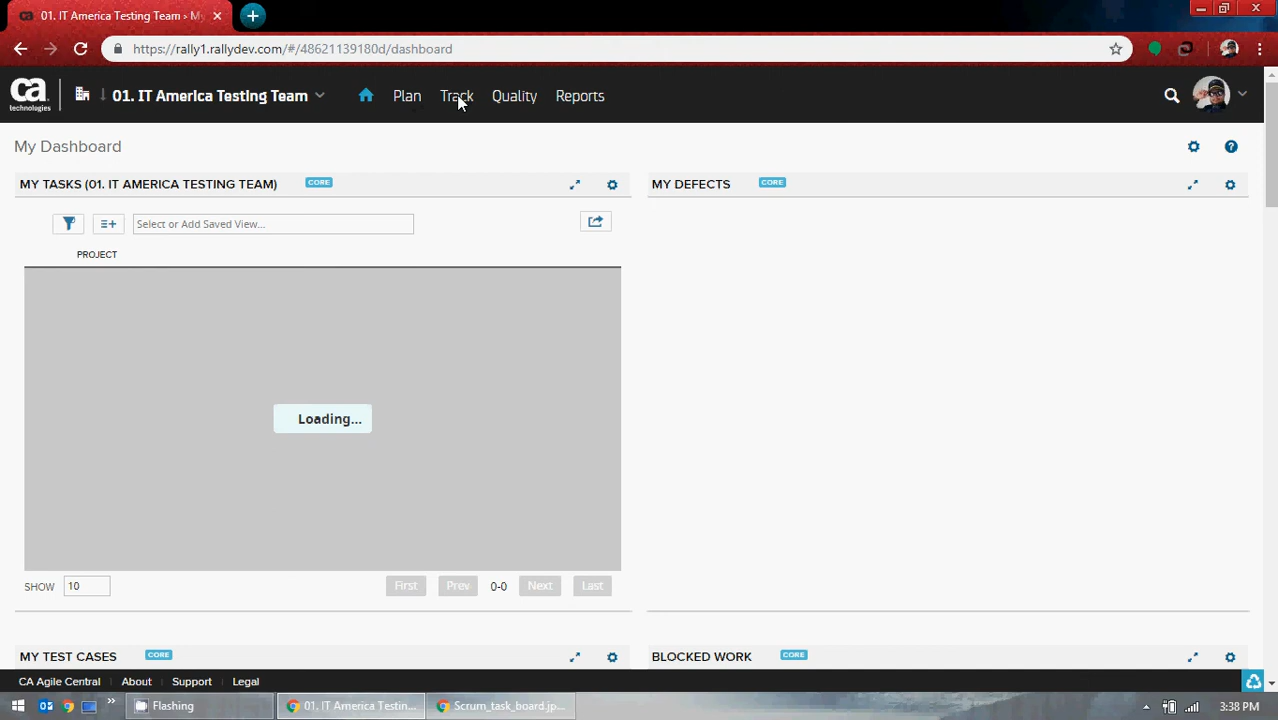 01. IT America Testing Team › My
https://rally1.rallydev.com/#/48621139180d/dashboard
ca
technologies
01. IT America Testing Team
Plan
Track
Quality
Reports
My Dashboard
MY TASKS (01. IT AMERICA TESTING TEAM)
CORE
MY DEFECTS
CORE
Select or Add Saved View...
PROJECT
Loading...
SHOW
10
First
Prev
0-0
Next
Last
MY TEST CASES
CORE
BLOCKED WORK
CORE
CA Agile Central
About
Support
Legal
Flashing
01. IT America Testin...
Scrum_task_board.jp...
3:38 PM